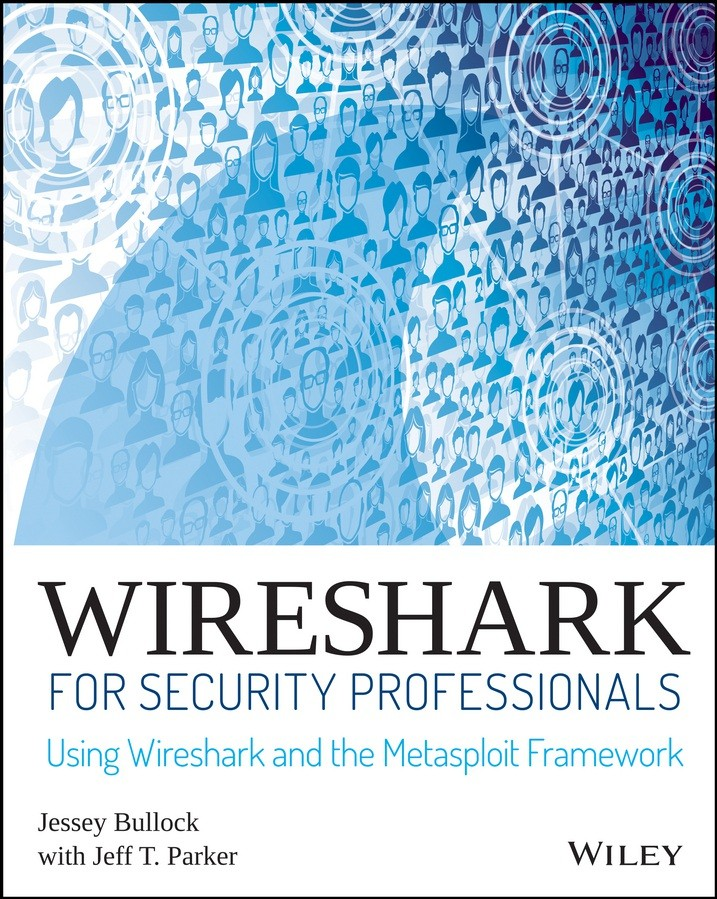 WIRESHARK
FOR SECURITY PROFESSIONALS
Using Wireshark and the Metasploit Framework
Jessey Bullock
with Jeff T. Parker
WILEY